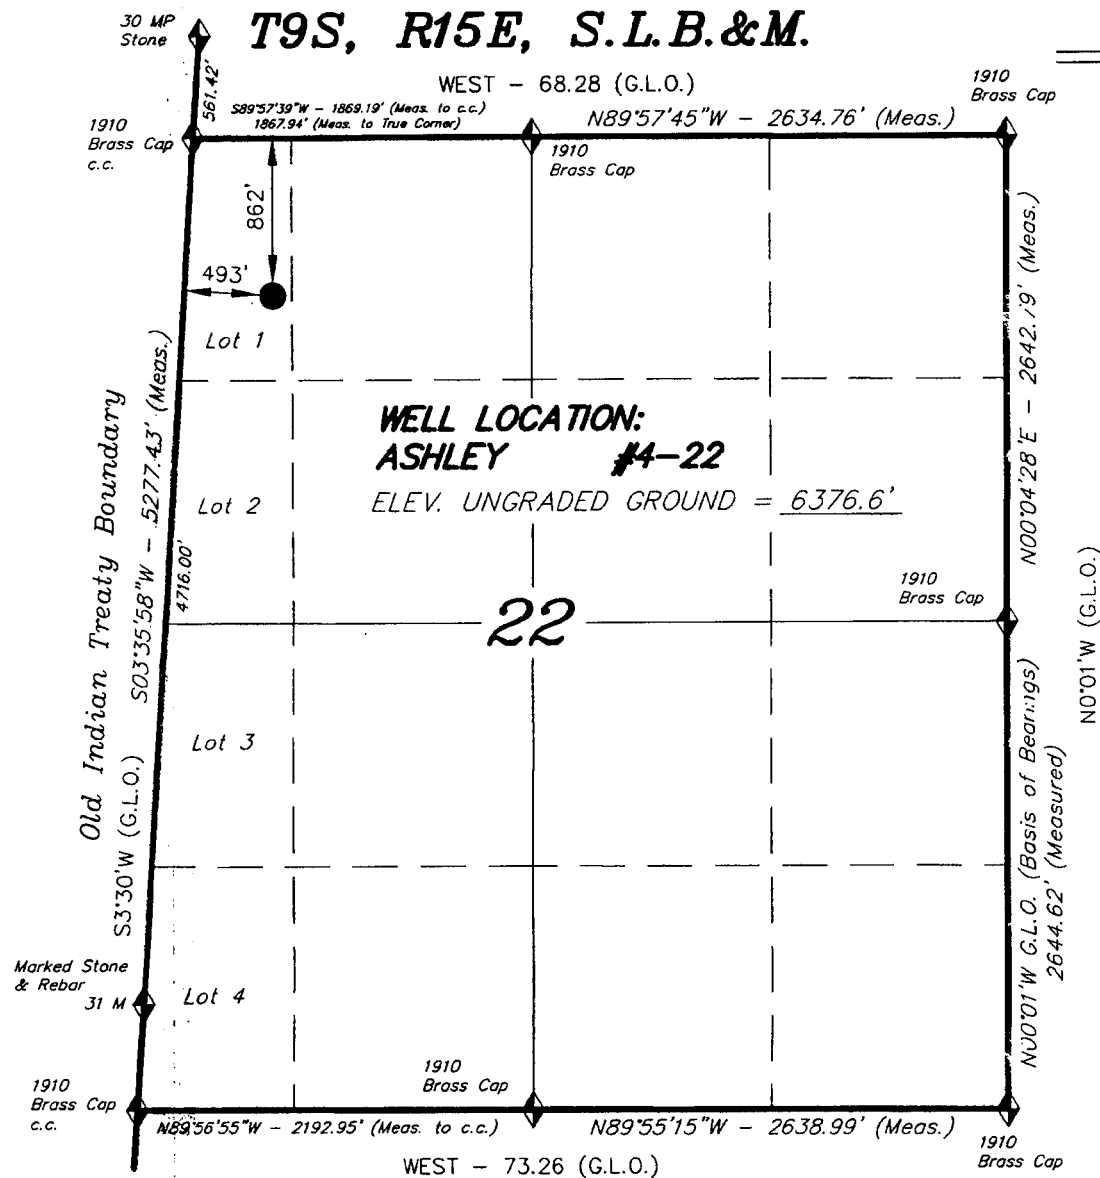 30 MP
Stone
T9S, R15E, S.L.B.&M.
WEST - 68.28 (G.L.O.)
1910
Brass Cap
561.42'
S89°57'39"W - 1869.19' (Meas. to c.c.)
1867.94' (Meas. to True Corner)
N89°57'45"W - 2634.76' (Meas.)
1910
Brass Cap
c.c.
1910
Brass Cap
862'
493'
Lot 1
N00°04'28"E - 2642.79' (Meas.)
WELL LOCATION:
ASHLEY #4-22
ELEV. UNGRADED GROUND = 6376.6'
Lot 2
Old Indian Treaty Boundary
S03°35'58"W - 5277.43' (Meas.)
4716.00'
1910
Brass Cap
22
N0°01'W (G.L.O.)
Lot 3
S3°30'W (G.L.O.)
N00°01'W G.L.O. (Basis of Bearings)
2644.62' (Measured)
Marked Stone
& Rebar
31 M
Lot 4
1910
Brass Cap
c.c.
1910
Brass Cap
N89°56'55"W - 2192.95' (Meas. to c.c.)
N89°55'15"W - 2638.99' (Meas.)
1910
Brass Cap
WEST - 73.26 (G.L.O.)